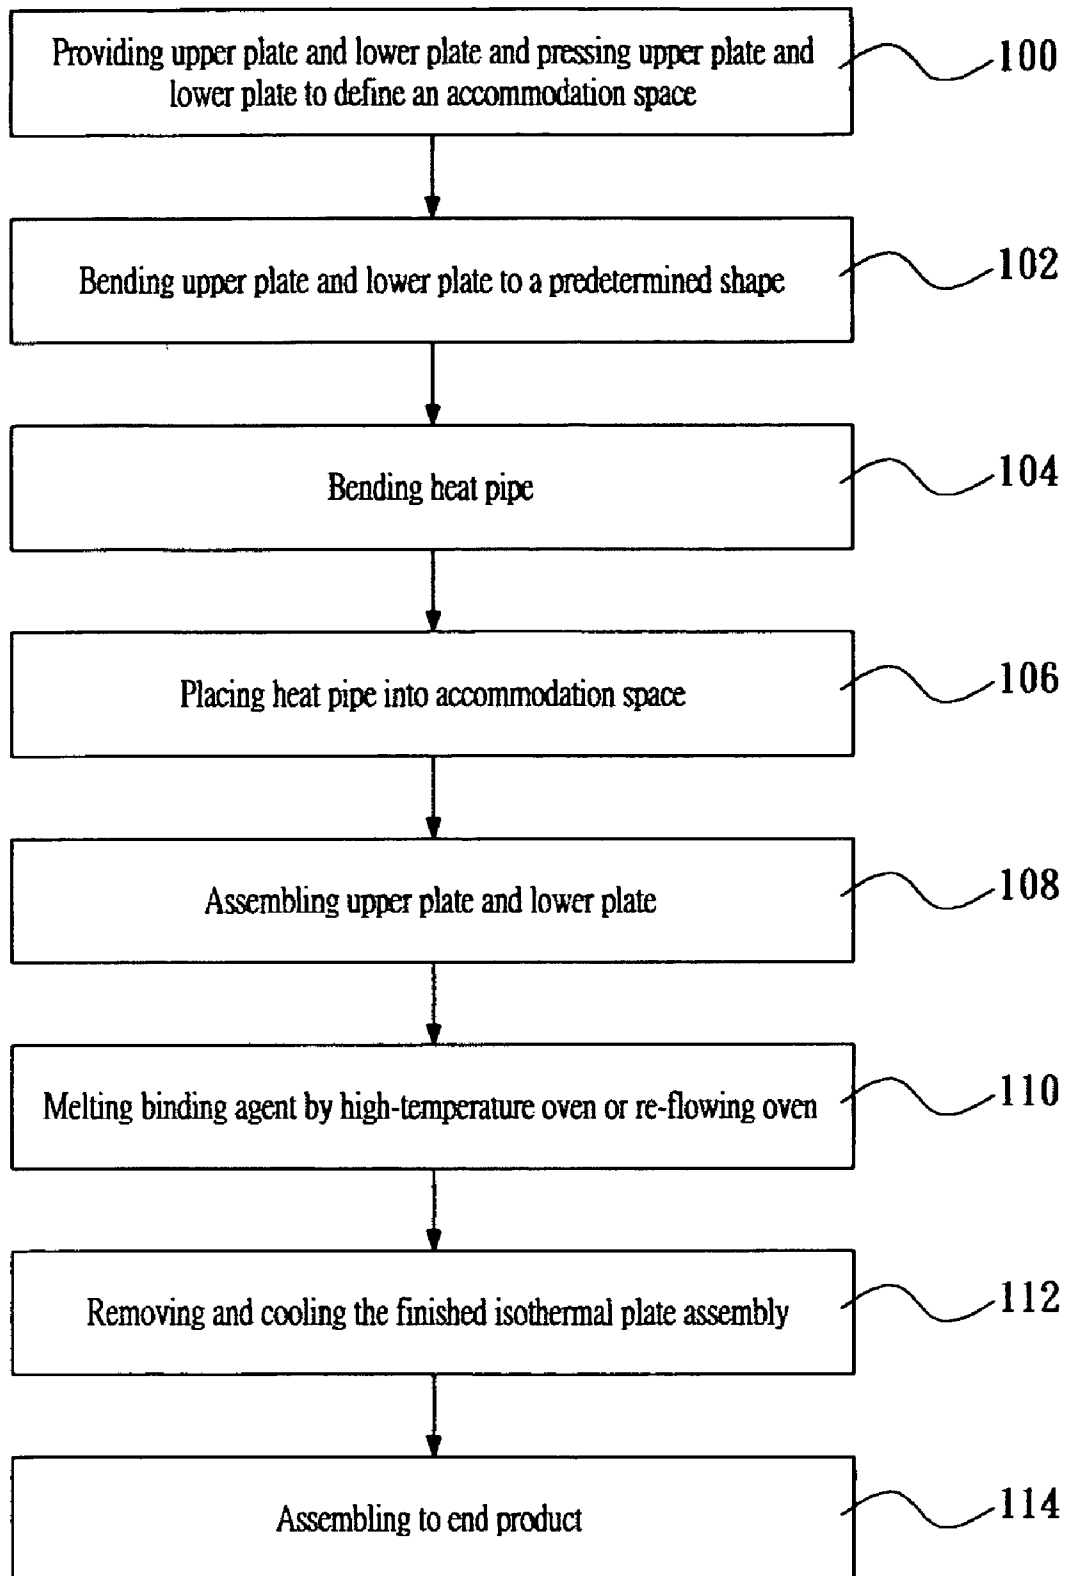 Providing upper plate and lower plate and pressing upper plate and
lower plate to define an accommodation space
100
Bending upper plate and lower plate to a predetermined shape
102
Bending heat pipe
104
Placing heat pipe into accommodation space
106
Assembling upper plate and lower plate
108
Melting binding agent by high-temperature oven or re-flowing oven
110
Removing and cooling the finished isothermal plate assembly
112
Assembling to end product
114